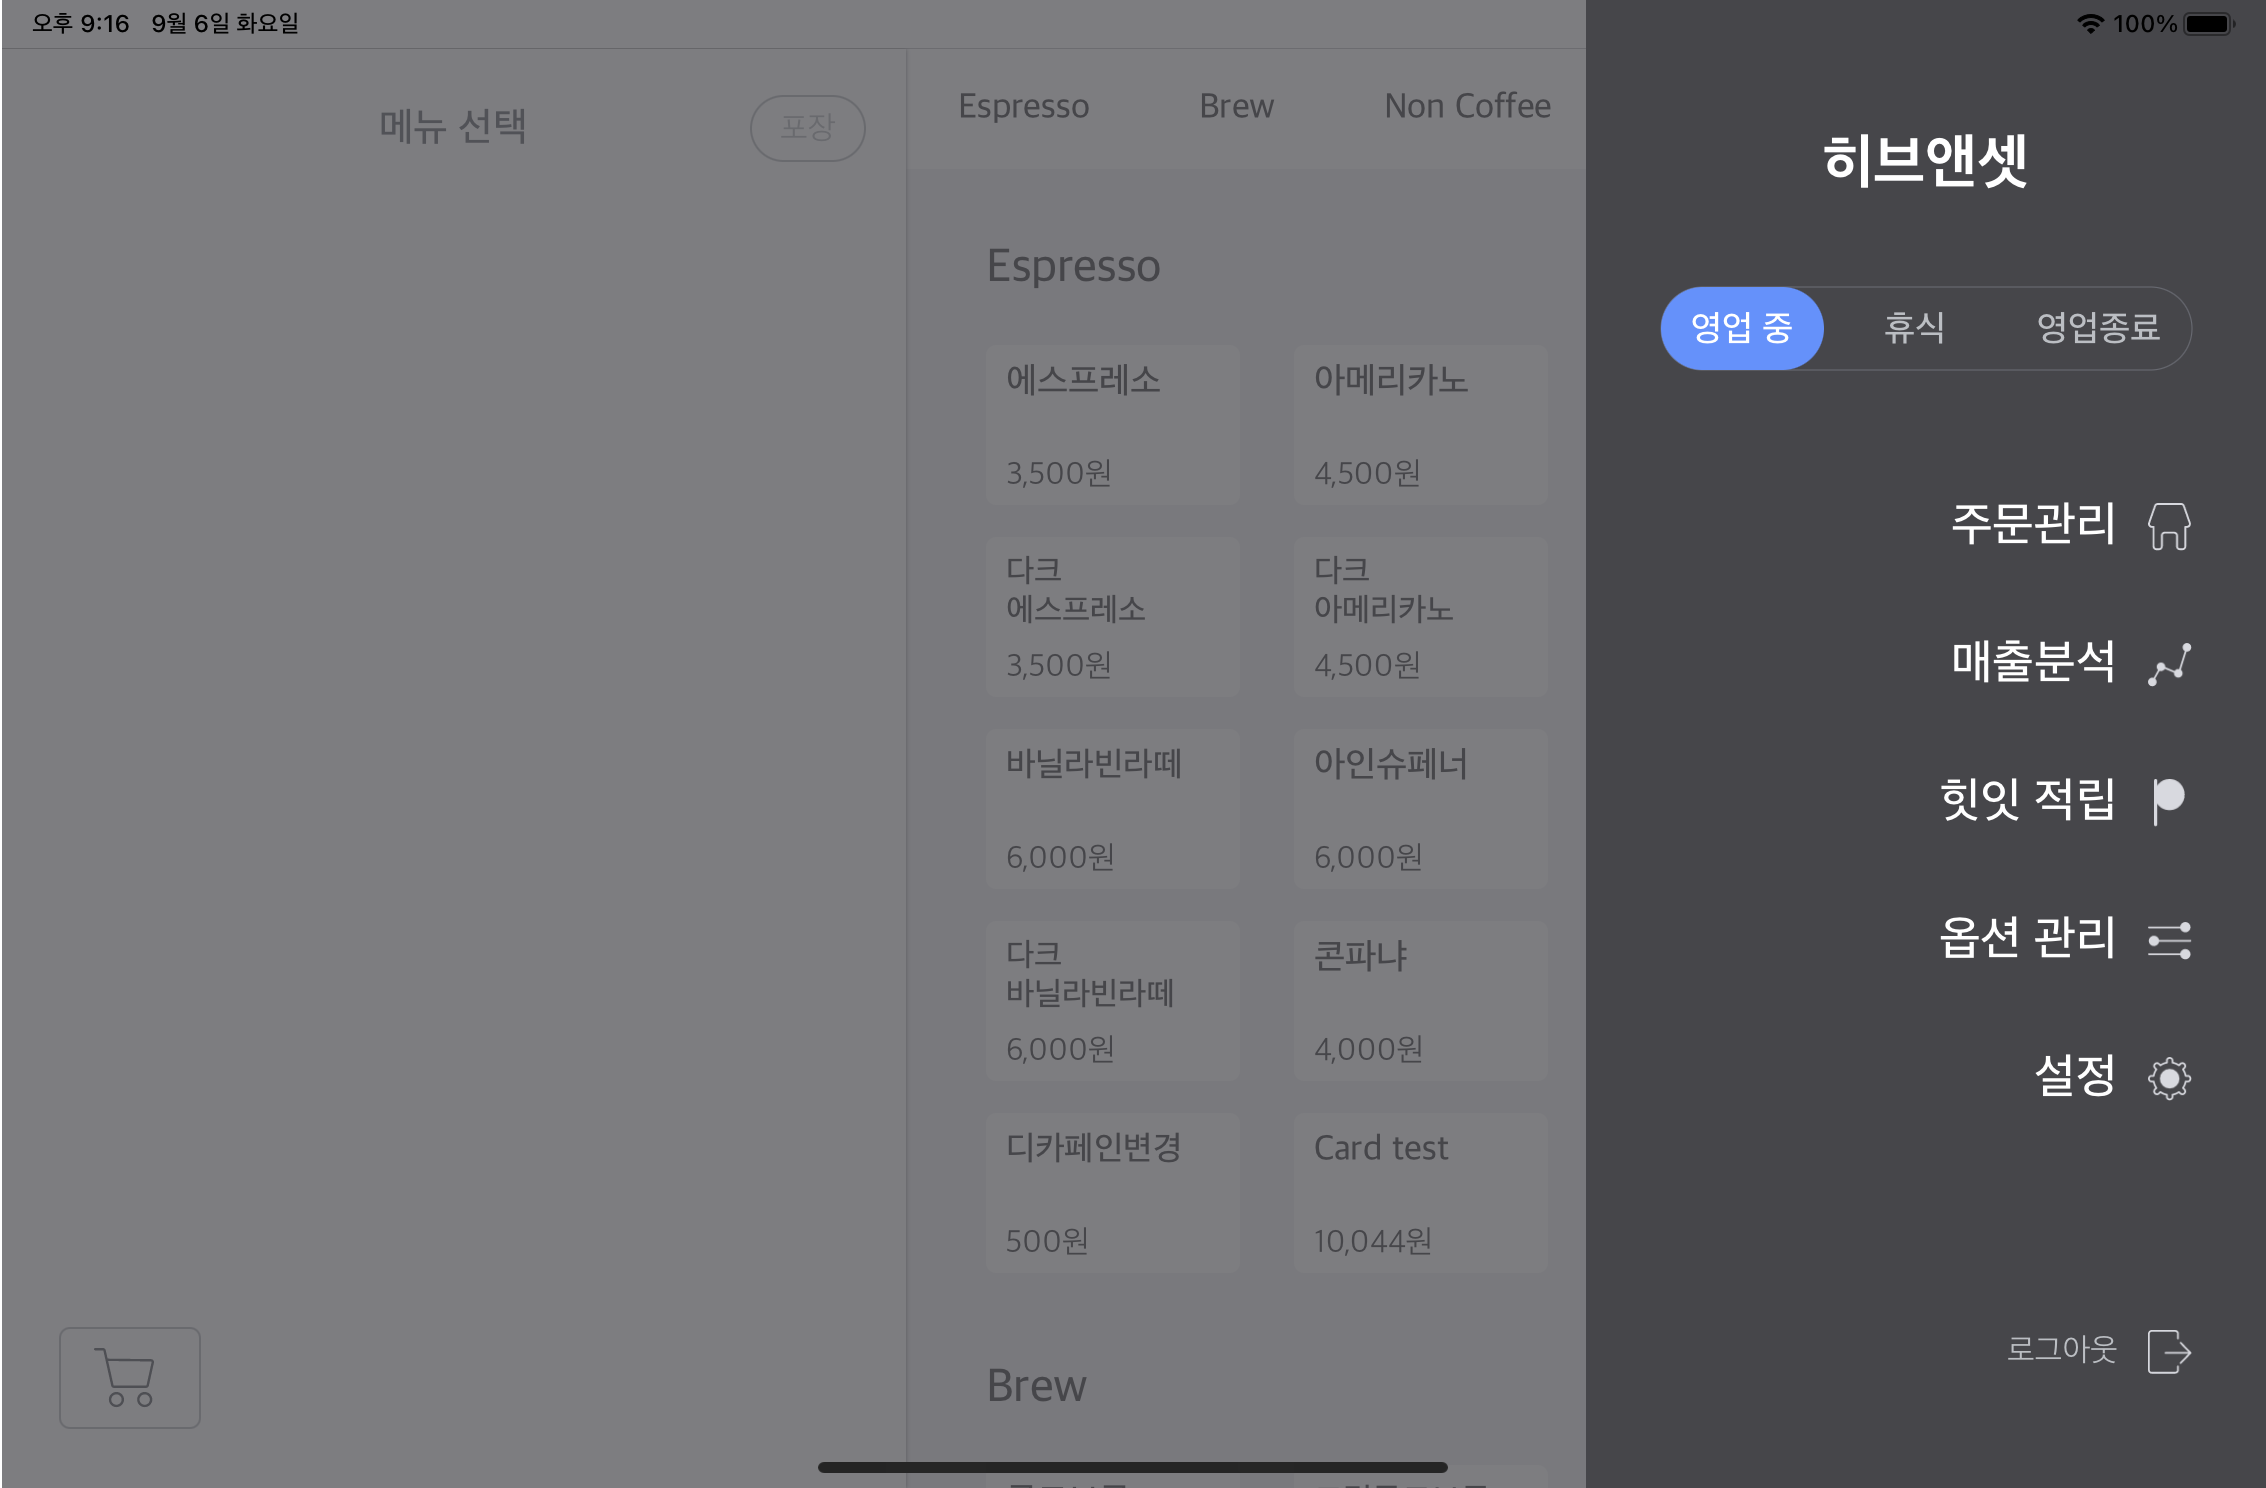 오후 9:16 9월 6일 화요일
100%
메뉴 선택
포장
Espresso
Brew
Non Coffee
Espresso
에스프레소
3,500원
아메리카노
4,500원
다크
에스프레소
3,500원
다크
아메리카노
4,500원
바닐라빈라떼
6,000원
아인슈페너
6,000원
다크
바닐라빈라떼
6,000원
콘파냐
4,000원
디카페인변경
500원
Card test
10,044원
Brew
히브앤셋
영업 중
휴식
영업종료
주문관리
매출분석
힛잇 적립
옵션 관리
설정
로그아웃